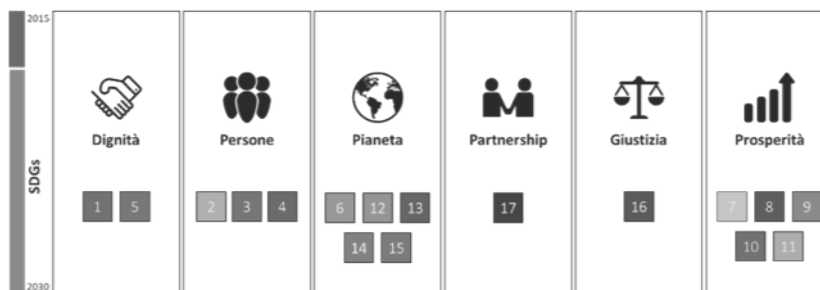 2015
Dignità
Persone
Pianeta
Partnership
Giustizia
Prosperità
SDGs
1 5
2 3 4
6 12 13
17
16
7 8 9
14 15
10 11
2030